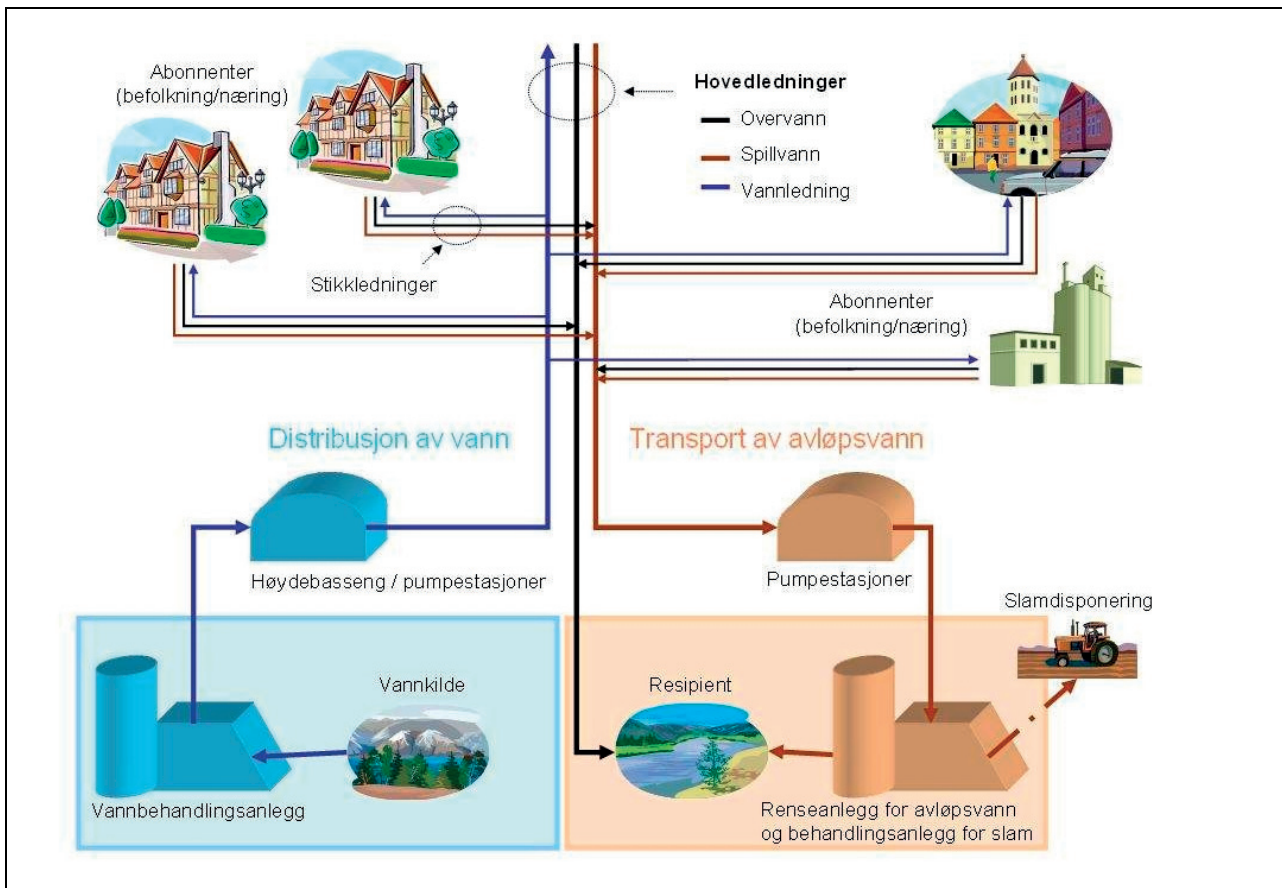 Abonnenter
(befolkning/næring)
Hovedledninger
Overvann
Spillvann
Vannledning
Stikkledninger
Abonnenter
(befolkning/næring)
Distribusjon av vann
Transport av avløpsvann
Høydebasseng / pumpestasjoner
Pumpestasjoner
Slamdisponering
Vannkilde
Resipient
Vannbehandlingsanlegg
Renseanlegg for avløpsvann
og behandlingsanlegg for slam